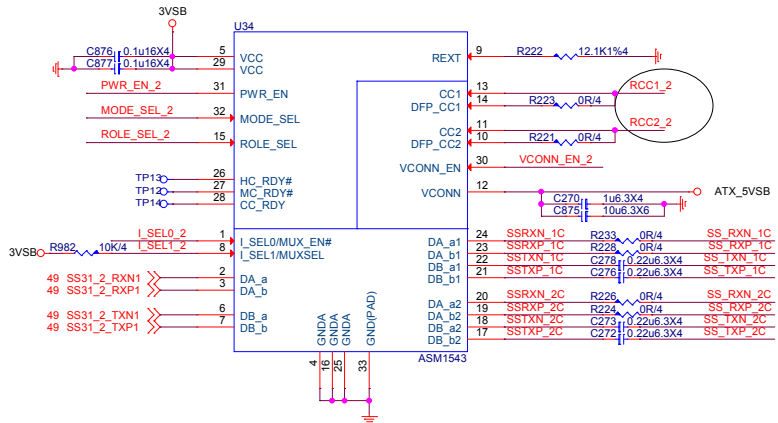 3VSB
U34
C876 0.1u16X4 5 VCC
C877 0.1u16X4 29 VCC
REXT 9 R222 12.1K1%4
PWR_EN_2 31 PWR_EN
CC1 13 RCC1_2
DFP_CC1 14 R223 0R/4
MODE_SEL_2 32 MODE_SEL
CC2 11 RCC2_2
ROLE_SEL_2 15 ROLE_SEL
DFP_CC2 10 R221 0R/4
VCONN_EN 30 VCONN_EN_2
TP13 26 HC_RDY#
TP12 27 MC_RDY#
TP14 28 CC_RDY
VCONN 12 ATX_5VSB
C270 1u6.3X4
C875 10u6.3X6
I_SEL0_2 1 I_SEL0/MUX_EN#
3VSB R982 10K/4 I_SEL1_2 8 I_SEL1/MUXSEL
DA_a1 24 SSRXN_1C R233 0R/4 SS_RXN_1C
DA_b1 23 SSRXP_1C R228 0R/4 SS_RXP_1C
DB_a1 22 SSTXN_1C C278 0.22u6.3X4 SS_TXN_1C
DB_b1 21 SSTXP_1C C276 0.22u6.3X4 SS_TXP_1C
49 SS31_2_RXN1 2 DA_a
49 SS31_2_RXP1 3 DA_b
DA_a2 20 SSRXN_2C R226 0R/4 SS_RXN_2C
DA_b2 19 SSRXP_2C R224 0R/4 SS_RXP_2C
49 SS31_2_TXN1 6 DB_a
49 SS31_2_TXP1 7 DB_b
DB_a2 18 SSTXN_2C C273 0.22u6.3X4 SS_TXN_2C
DB_b2 17 SSTXP_2C C272 0.22u6.3X4 SS_TXP_2C
GNDA GNDA GNDA GND(PAD)
ASM1543
4 16 25 33